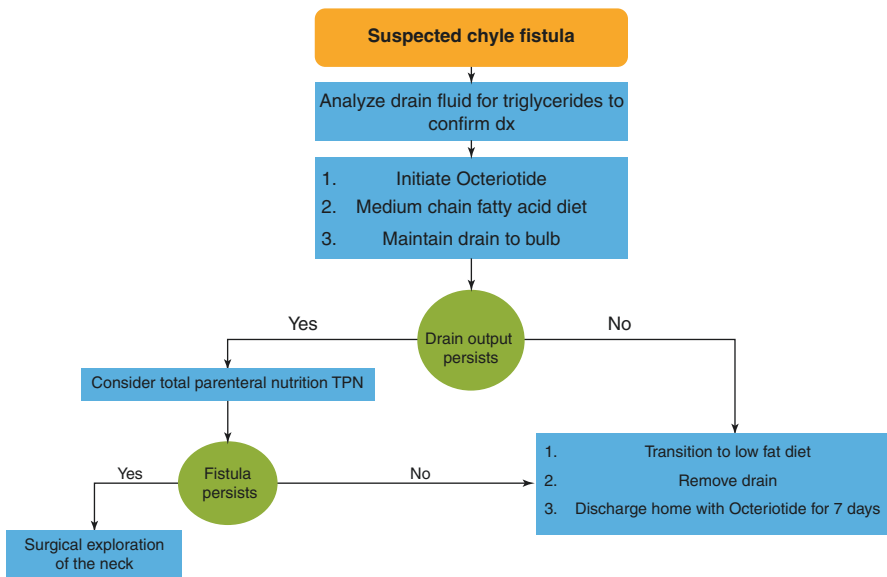 Suspected chyle fistula
Analyze drain fluid for triglycerides to
confirm dx
1. Initiate Octeriotide
2. Medium chain fatty acid diet
3. Maintain drain to bulb
Yes
No
Drain output
persists
Consider total parenteral nutrition TPN
Yes
Fistula
persists
No
1. Transition to low fat diet
2. Remove drain
3. Discharge home with Octeriotide for 7 days
Surgical exploration
of the neck